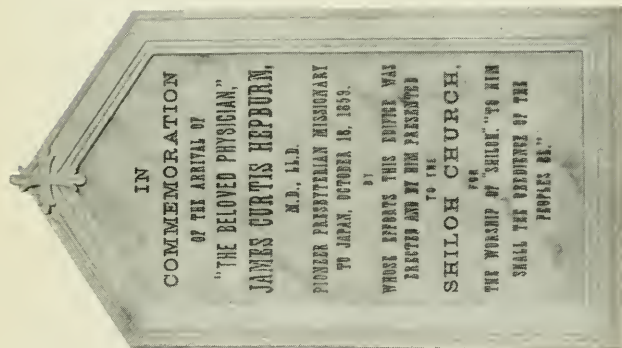 IN
COMMEMORATION
OF THE ARRIVAL OF
"THE BELOVED PHYSICIAN,"
JAMES CURTIS HEPBURN,
M.D., LL.D.
PIONEER PRESBYTERIAN MISSIONARY
TO JAPAN, OCTOBER 18, 1859.
BY
WHOSE EFFORTS THIS EDIFICE WAS
ERECTED AND BY HIM PRESENTED
TO THE
SHILOH CHURCH,
FOR
THE WORSHIP OF "SHILOH." "TO HIM
SHALL THE OBEDIENCE OF THE
PEOPLES BE."